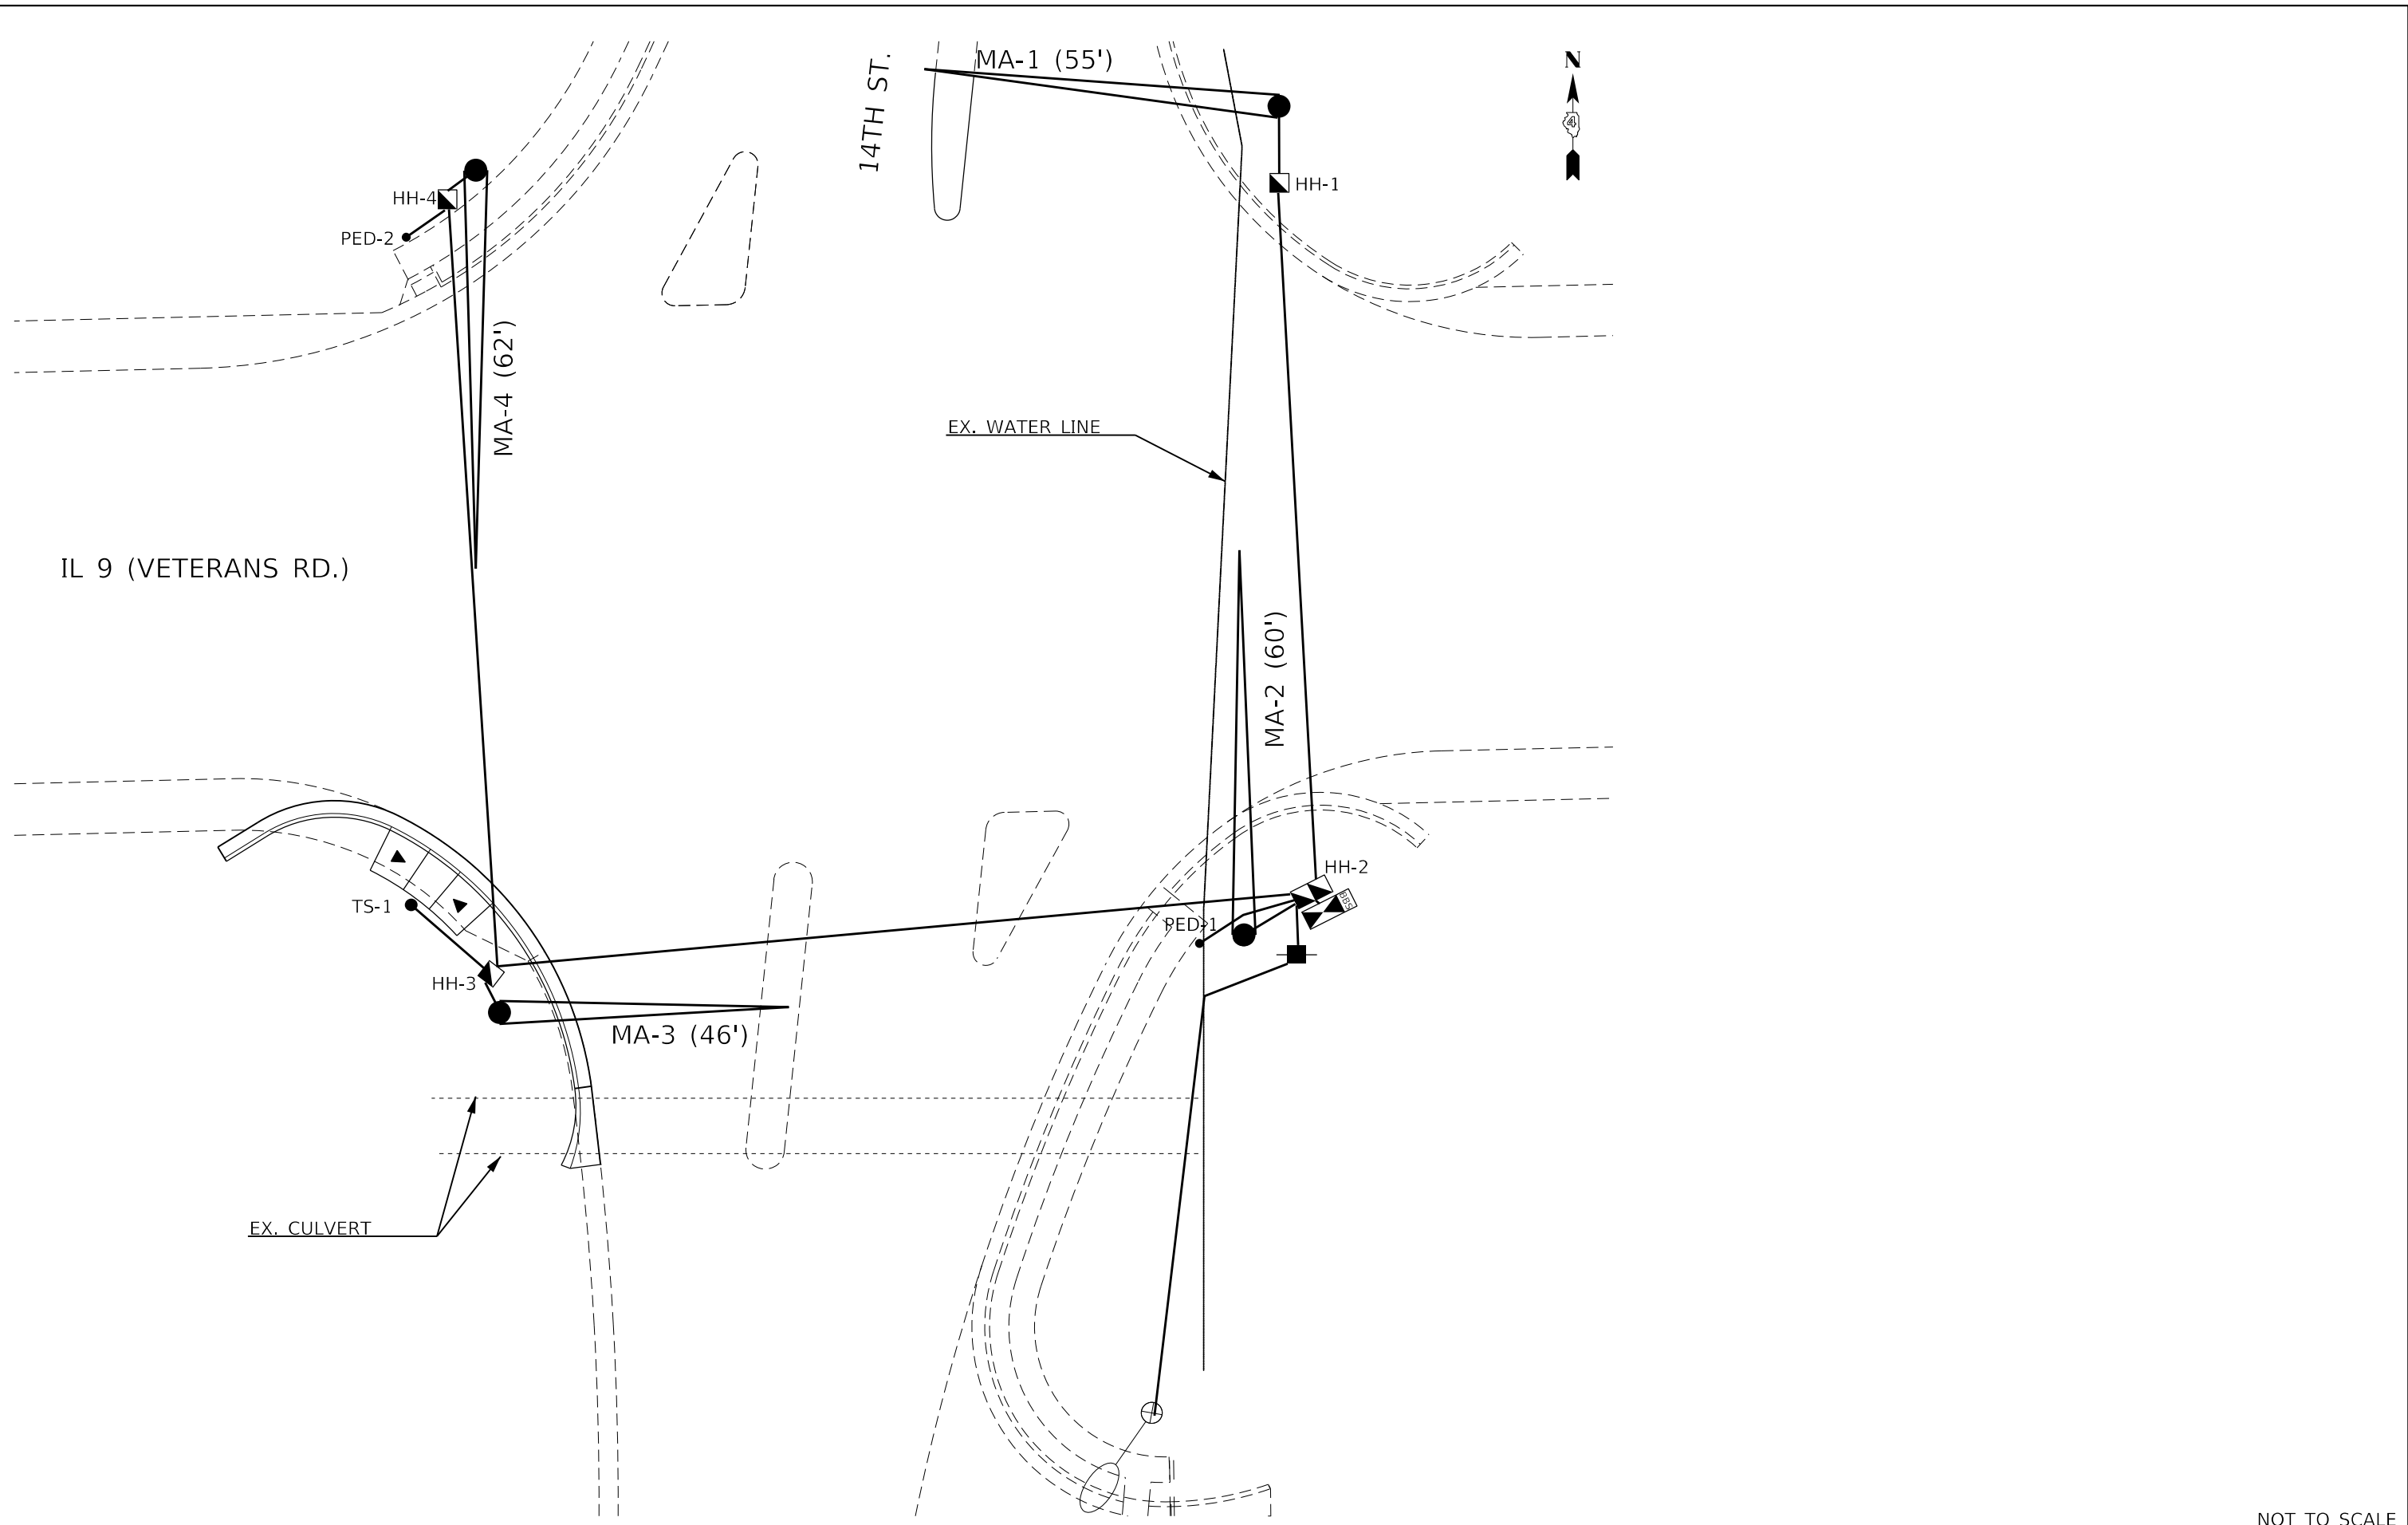 N
4
14TH ST.
MA-1 (55')
HH-1
HH-4
PED-2
MA-4 (62')
EX. WATER LINE
IL 9 (VETERANS RD.)
MA-2 (60')
HH-2
BBS
TS-1
PED-1
HH-3
MA-3 (46')
EX. CULVERT
NOT TO SCALE